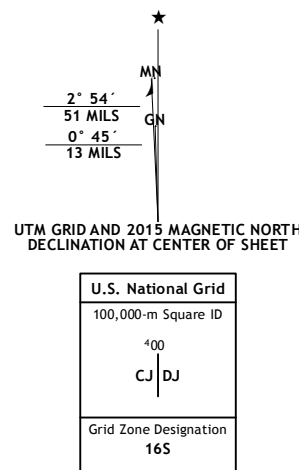 ★
MN
2° 54´
51 MILS
GN
0° 45´
13 MILS
UTM GRID AND 2015 MAGNETIC NORTH
DECLINATION AT CENTER OF SHEET
U.S. National Grid
100,000-m Square ID
⁴00
CJ DJ
Grid Zone Designation
16S